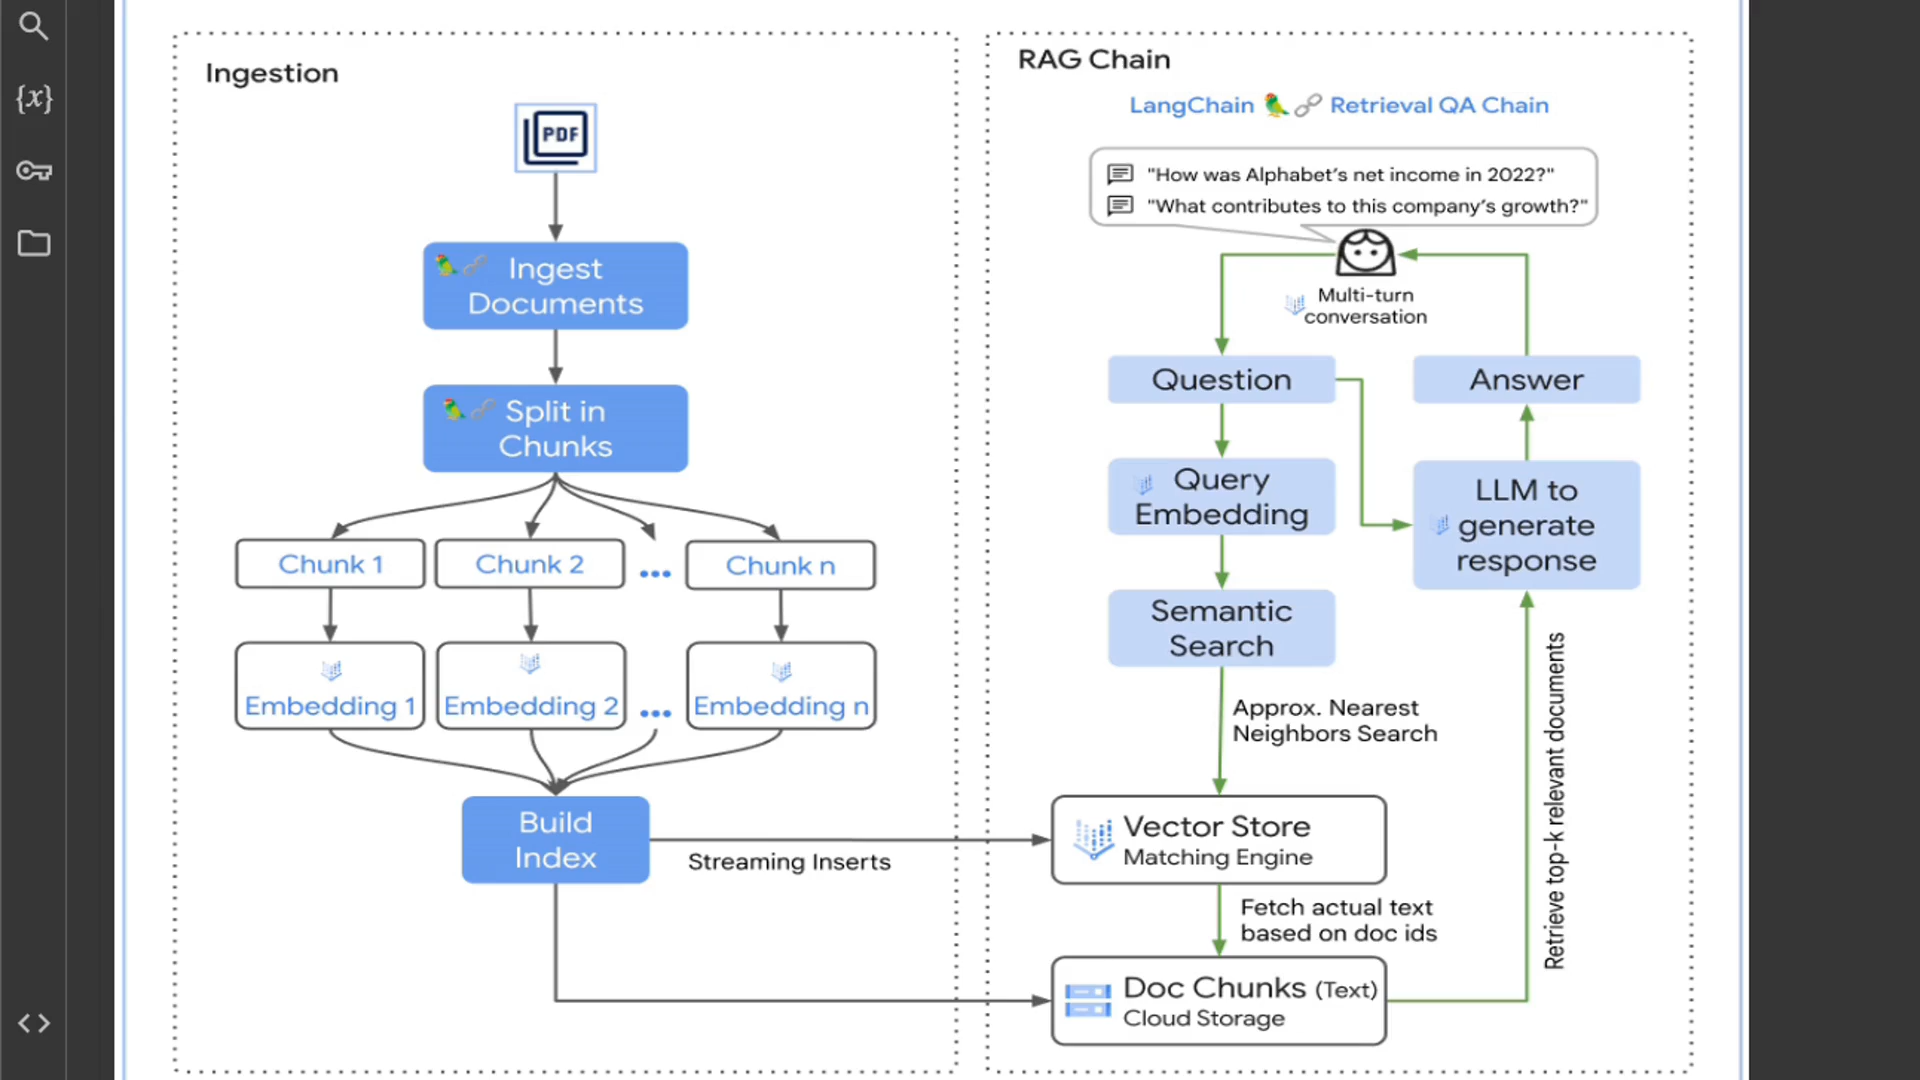 {x}
Ingestion
PDF
Ingest
Documents
Split in
Chunks
Chunk 1
Chunk 2
...
Chunk n
Embedding 1
Embedding 2
...
Embedding n
Build
Index
Streaming Inserts
RAG Chain
LangChain Retrieval QA Chain
"How was Alphabet's net income in 2022?"
"What contributes to this company's growth?"
Multi-turn
conversation
Question
Answer
Query
Embedding
LLM to
generate
response
Semantic
Search
Approx. Nearest
Neighbors Search
Retrieve top-k relevant documents
Vector Store
Matching Engine
Fetch actual text
based on doc ids
Doc Chunks (Text)
Cloud Storage